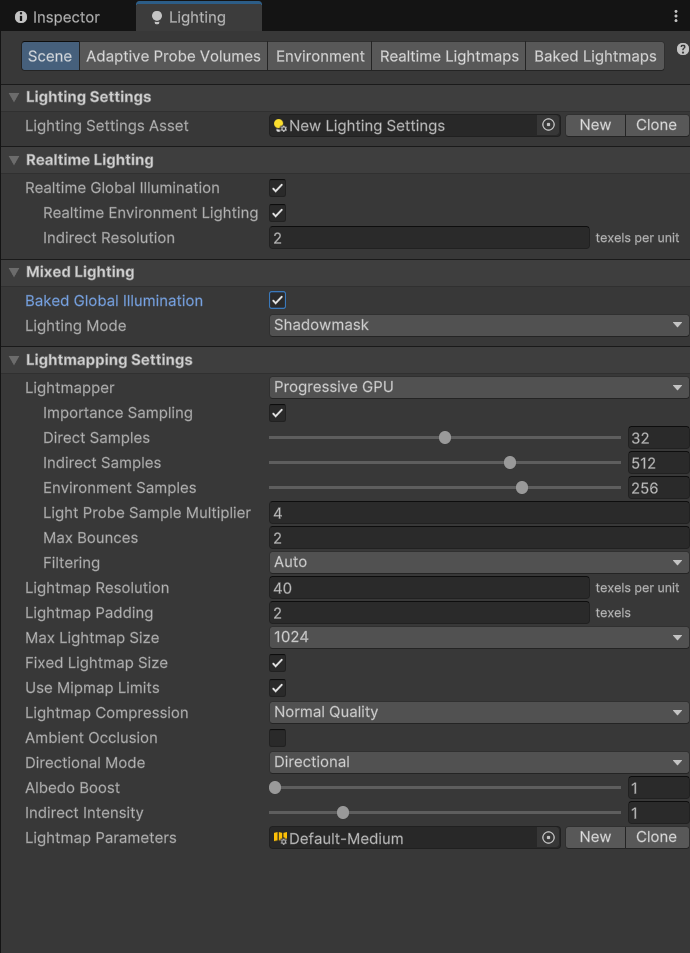 Inspector Lighting
Scene Adaptive Probe Volumes Environment Realtime Lightmaps Baked Lightmaps ?
Lighting Settings
Lighting Settings Asset New Lighting Settings New Clone
Realtime Lighting
Realtime Global Illumination
Realtime Environment Lighting
Indirect Resolution 2 texels per unit
Mixed Lighting
Baked Global Illumination
Lighting Mode Shadowmask
Lightmapping Settings
Lightmapper Progressive GPU
Importance Sampling
Direct Samples 32
Indirect Samples 512
Environment Samples 256
Light Probe Sample Multiplier 4
Max Bounces 2
Filtering Auto
Lightmap Resolution 40 texels per unit
Lightmap Padding 2 texels
Max Lightmap Size 1024
Fixed Lightmap Size
Use Mipmap Limits
Lightmap Compression Normal Quality
Ambient Occlusion
Directional Mode Directional
Albedo Boost 1
Indirect Intensity 1
Lightmap Parameters Default-Medium New Clone